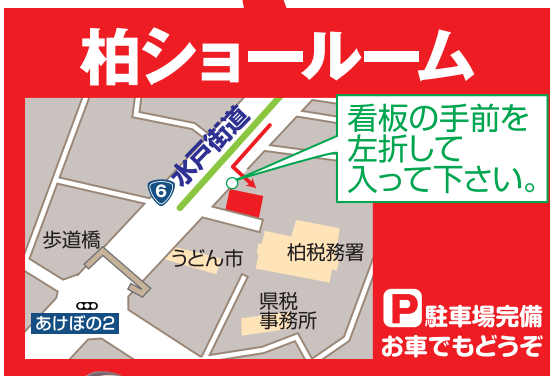 柏ショールーム
看板の手前を
左折して
入って下さい。
水戸街道
6
歩道橋
うどん市
柏税務署
県税
事務所
あけぼの2
P駐車場完備
お車でもどうぞ